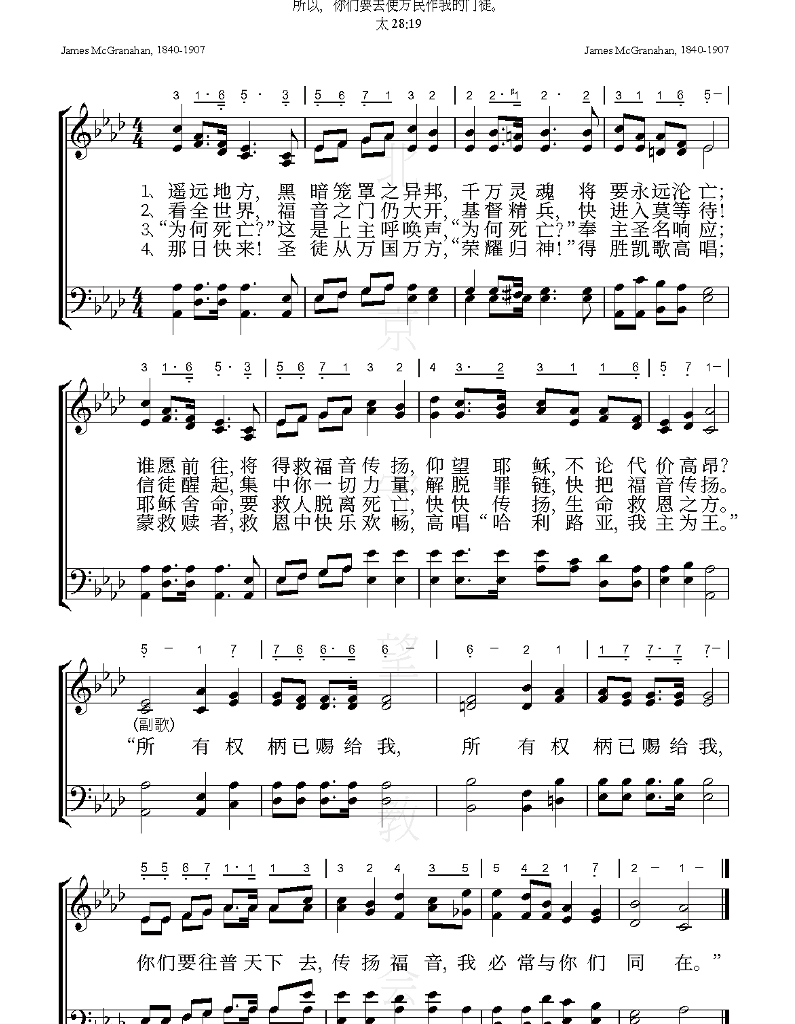 所以，你们要去使万民作我的门徒。
太 28:19
James McGranahan, 1840-1907 James McGranahan, 1840-1907
3 1· 6 5· 3 | 5 6 7 1 3 2 | 2 2·#1 2· 2 | 3 1 1 6 5 – |
1、遥远地方，黑 暗笼罩之异邦，千万灵魂 将 要永远沦亡；
2、看全世界，福 音之门仍大开，基督精兵，快 进入莫等待！
3、“为何死亡？”这 是上主呼唤声，“为何死亡？”奉 主圣名响应；
4、那日快来！圣 徒从万国万方，“荣耀归神！”得 胜凯歌高唱；
3 1· 6 5· 3 | 5 6 7 1 3 2 | 4 3· 2 3 1 1 6 | 5 7 1– |
谁愿前往，将 得救福音传扬，仰望 耶 稣，不论代价高昂？
信徒醒起，集 中你一切力量，解脱 罪 链，快把福音传扬。
耶稣舍命，要 救人脱离死亡，快快 传 扬，生命救恩之方。
蒙救赎者，救 恩中快乐欢畅，高唱“哈 利 路 亚，我主为王。”
5 – 1 7 | 7 6 6· 6 6 – | 6 – 2 1 | 1 7 7· 7 7– |
(副歌)
“所 有 权 柄已赐给我， 所 有 权 柄已赐给我，
5 5 6 7 1· 1 1 3 | 3 2 4 3 5 | 5 4 2 1 7 | 2 – 1 – ‖
你们要往普天下 去，传 扬 福 音，我 必 常与你 们 同 在。”
北
京
望
教
会